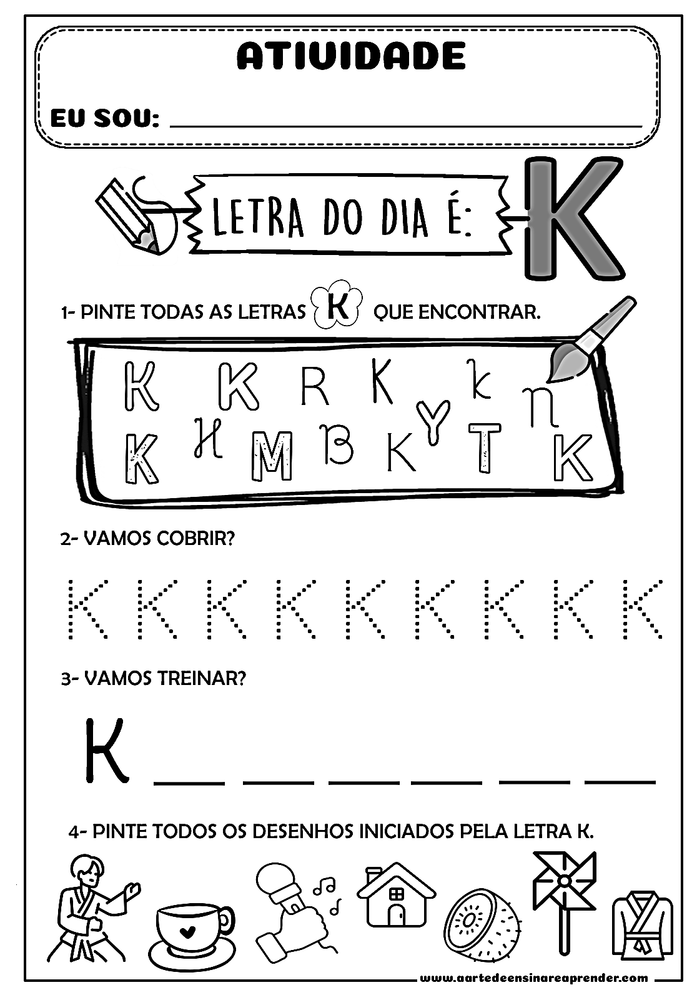 ATIVIDADE
EU SOU:
LETRA DO DIA É: K
1- PINTE TODAS AS LETRAS K QUE ENCONTRAR.
K K R K k n
K H M B K Y T K
2- VAMOS COBRIR?
K K K K K K K K K
3- VAMOS TREINAR?
K
4- PINTE TODOS OS DESENHOS INICIADOS PELA LETRA K.
www.aartedeensinareaprender.com